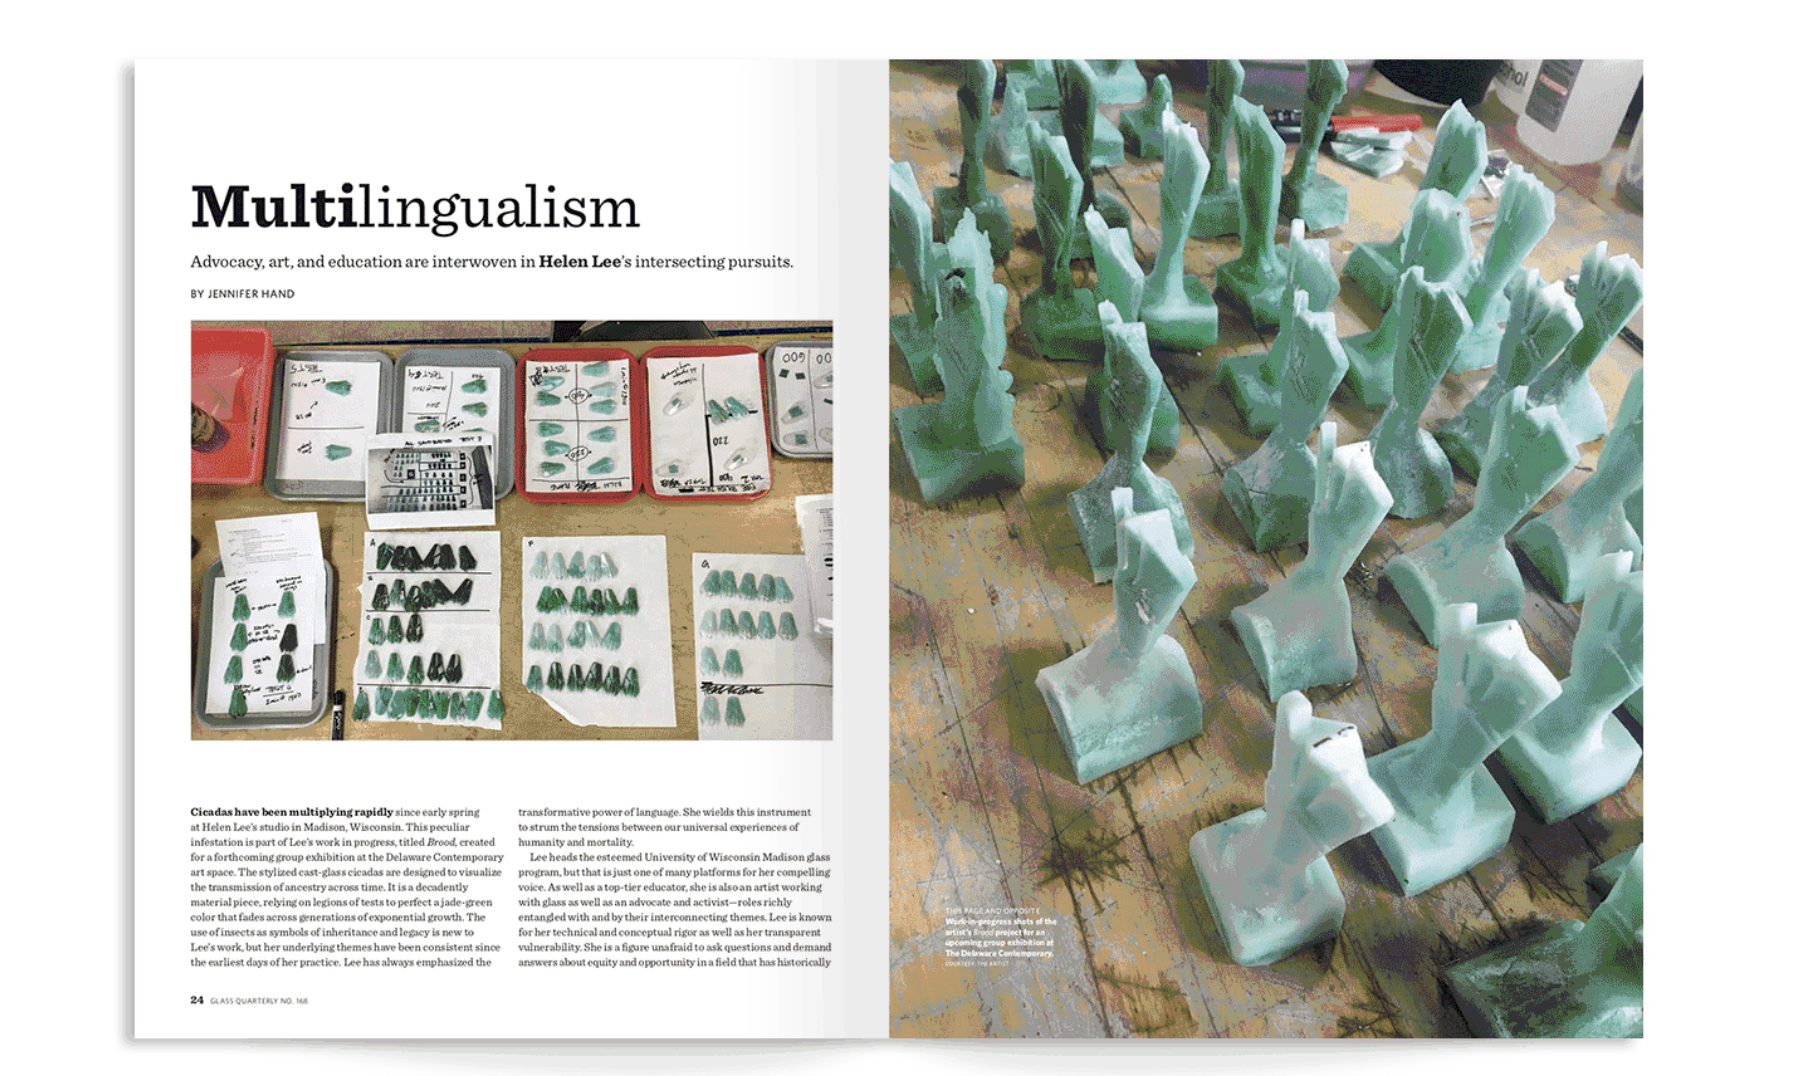 Multilingualism
Advocacy, art, and education are interwoven in Helen Lee's intersecting pursuits.
BY JENNIFER HAND
Cicadas have been multiplying rapidly since early spring
at Helen Lee's studio in Madison, Wisconsin. This peculiar
infestation is part of Lee's work in progress, titled Brood, created
for a forthcoming group exhibition at the Delaware Contemporary
art space. The stylized cast-glass cicadas are designed to visualize
the transmission of ancestry across time. It is a decadently
material piece, relying on legions of tests to perfect a jade-green
color that fades across generations of exponential growth. The
use of insects as symbols of inheritance and legacy is new to
Lee's work, but her underlying themes have been consistent since
the earliest days of her practice. Lee has always emphasized the
transformative power of language. She wields this instrument
to strum the tensions between our universal experiences of
humanity and mortality.
Lee heads the esteemed University of Wisconsin Madison glass
program, but that is just one of many platforms for her compelling
voice. As well as a top-tier educator, she is also an artist working
with glass as well as an advocate and activist—roles richly
entangled with and by their interconnecting themes. Lee is known
for her technical and conceptual rigor as well as her transparent
vulnerability. She is a figure unafraid to ask questions and demand
answers about equity and opportunity in a field that has historically
24 GLASS QUARTERLY NO. 168
THIS PAGE AND OPPOSITE
Work-in-progress shots of the
artist's Brood project for an
upcoming group exhibition at
The Delaware Contemporary.
COURTESY: THE ARTIST